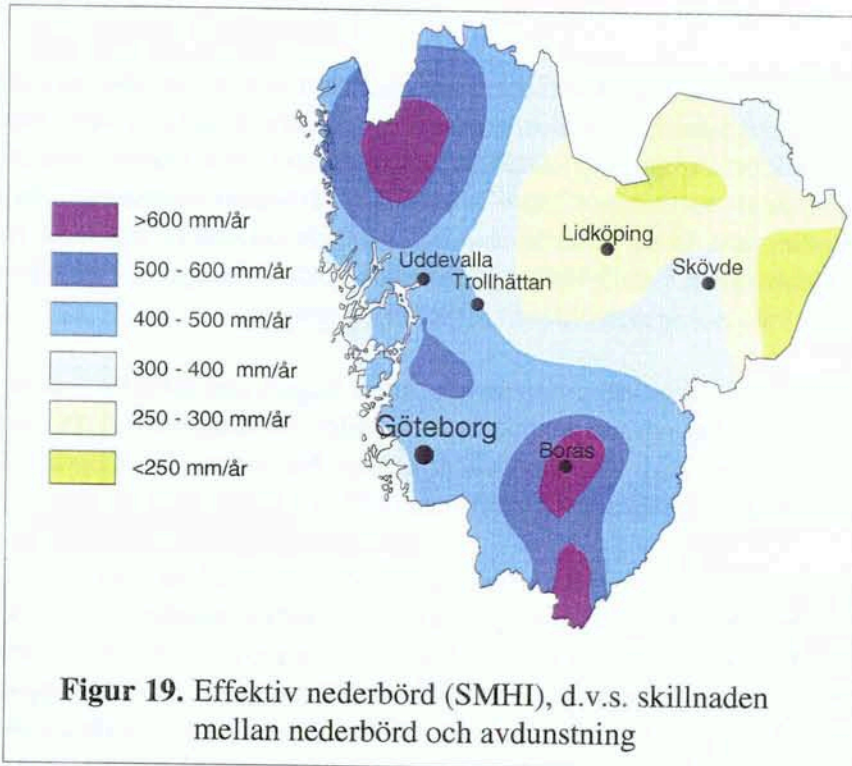 >600 mm/år
500 - 600 mm/år
400 - 500 mm/år
300 - 400 mm/år
250 - 300 mm/år
<250 mm/år
Uddevalla
Trollhättan
Lidköping
Skövde
Göteborg
Borås
Figur 19. Effektiv nederbörd (SMHI), d.v.s. skillnaden
mellan nederbörd och avdunstning